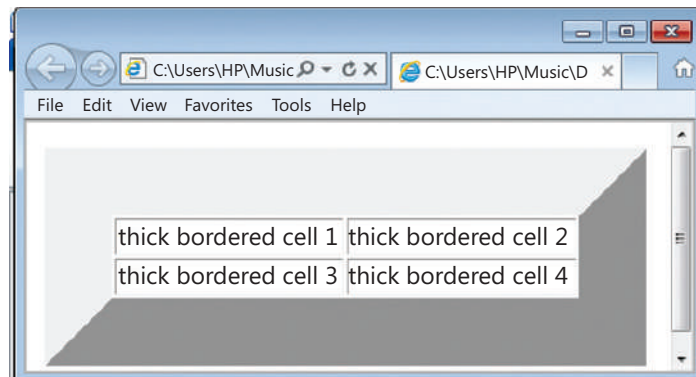 C:\Users\HP\Music C:\Users\HP\Music\D
File Edit View Favorites Tools Help
thick bordered cell 1 thick bordered cell 2
thick bordered cell 3 thick bordered cell 4